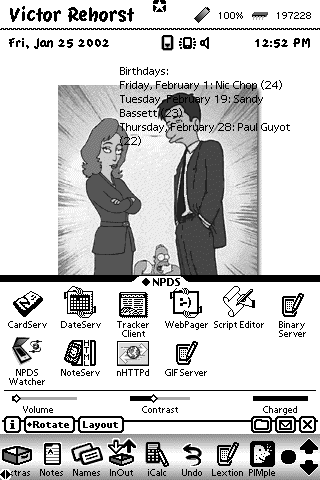 Victor Rehorst 100% 197228
Fri, Jan 25 2002 12:52 PM
Birthdays:
Friday, February 1: Nic Chop (24)
Tuesday, February 19: Sandy
Bassett (23)
Thursday, February 28: Paul Guyot
(22)
NPDS
CardServ DateServ Tracker Client WebPager Script Editor Binary Server
NPDS Watcher NoteServ nHTTPd GIFServer
Volume Contrast Charged
i Rotate Layout X
Extras Notes Names InOut iCalc Undo Lextion PIMple